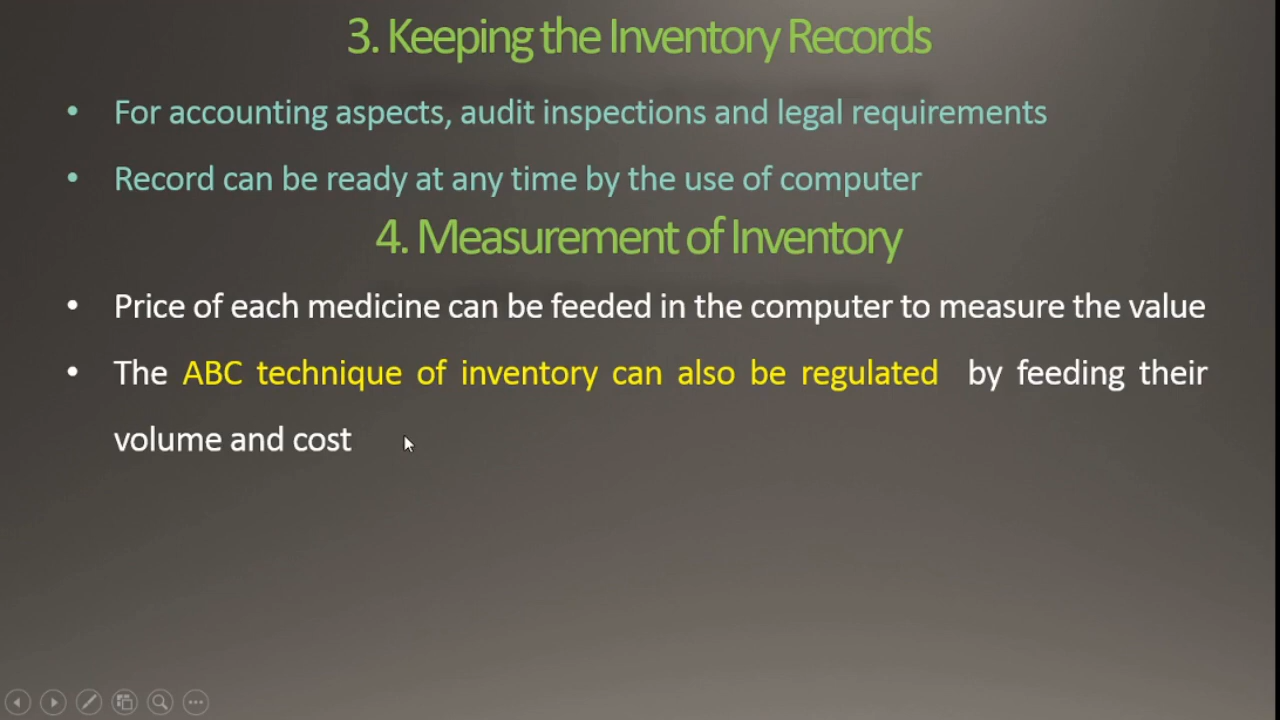 3. Keeping the Inventory Records
• For accounting aspects, audit inspections and legal requirements
• Record can be ready at any time by the use of computer
4. Measurement of Inventory
• Price of each medicine can be feeded in the computer to measure the value
• The ABC technique of inventory can also be regulated by feeding their
volume and cost